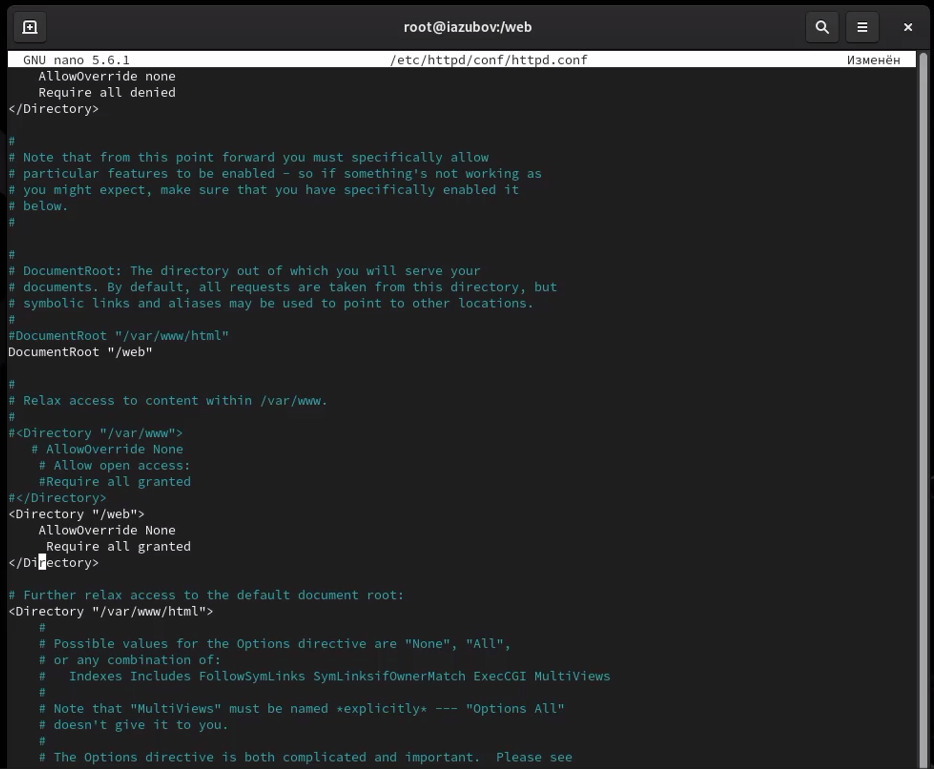 root@iazubov:/web
GNU nano 5.6.1 /etc/httpd/conf/httpd.conf Изменён
    AllowOverride none
    Require all denied
</Directory>
#
# Note that from this point forward you must specifically allow
# particular features to be enabled - so if something's not working as
# you might expect, make sure that you have specifically enabled it
# below.
#
#
# DocumentRoot: The directory out of which you will serve your
# documents. By default, all requests are taken from this directory, but
# symbolic links and aliases may be used to point to other locations.
#
#DocumentRoot "/var/www/html"
DocumentRoot "/web"
#
# Relax access to content within /var/www.
#
#<Directory "/var/www">
   # AllowOverride None
    # Allow open access:
    #Require all granted
#</Directory>
<Directory "/web">
    AllowOverride None
     Require all granted
</Directory>
# Further relax access to the default document root:
<Directory "/var/www/html">
    #
    # Possible values for the Options directive are "None", "All",
    # or any combination of:
    #   Indexes Includes FollowSymLinks SymLinksifOwnerMatch ExecCGI MultiViews
    #
    # Note that "MultiViews" must be named *explicitly* --- "Options All"
    # doesn't give it to you.
    #
    # The Options directive is both complicated and important.  Please see